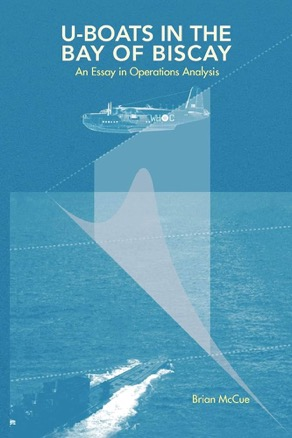 U-BOATS IN THE
BAY OF BISCAY
An Essay in Operations Analysis
Brian McCue